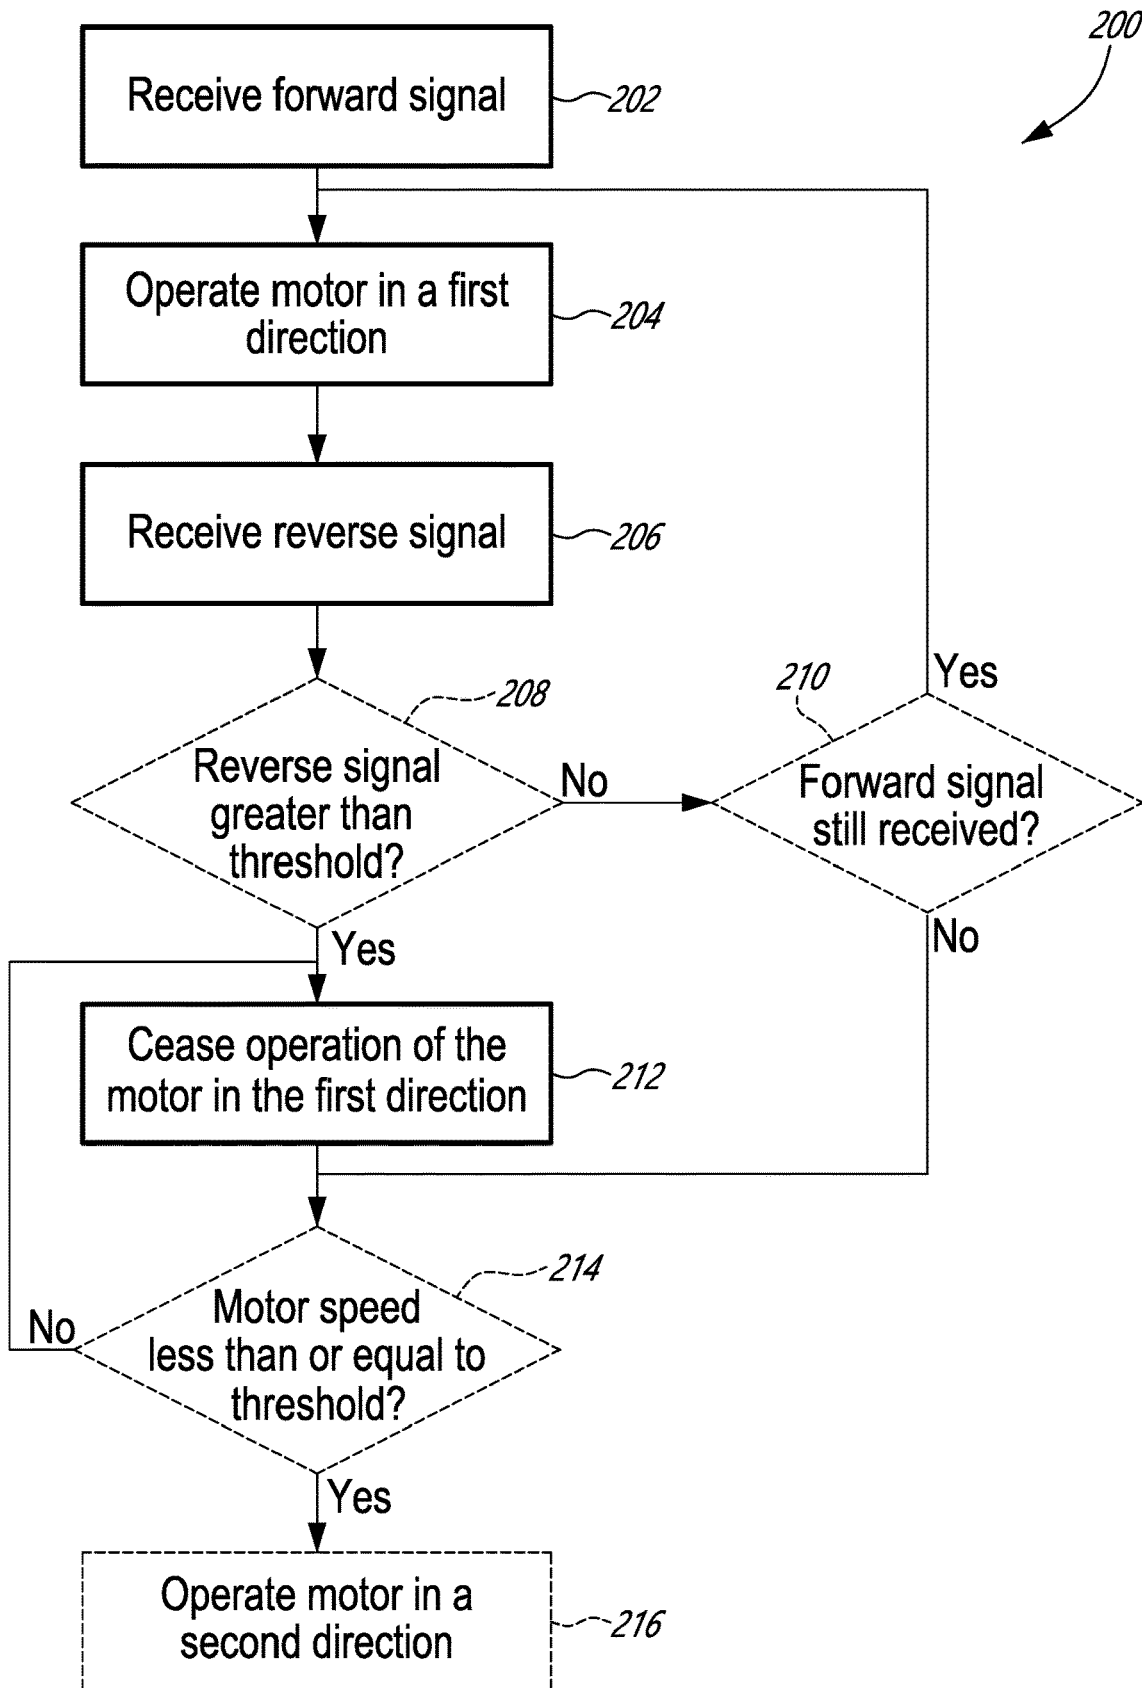 200
Receive forward signal
202
Operate motor in a first
direction
204
Receive reverse signal
206
208
Reverse signal
greater than
threshold?
No
210
Yes
Forward signal
still received?
No
Yes
Cease operation of the
motor in the first direction
212
214
Motor speed
less than or equal to
threshold?
No
Yes
Operate motor in a
second direction
216